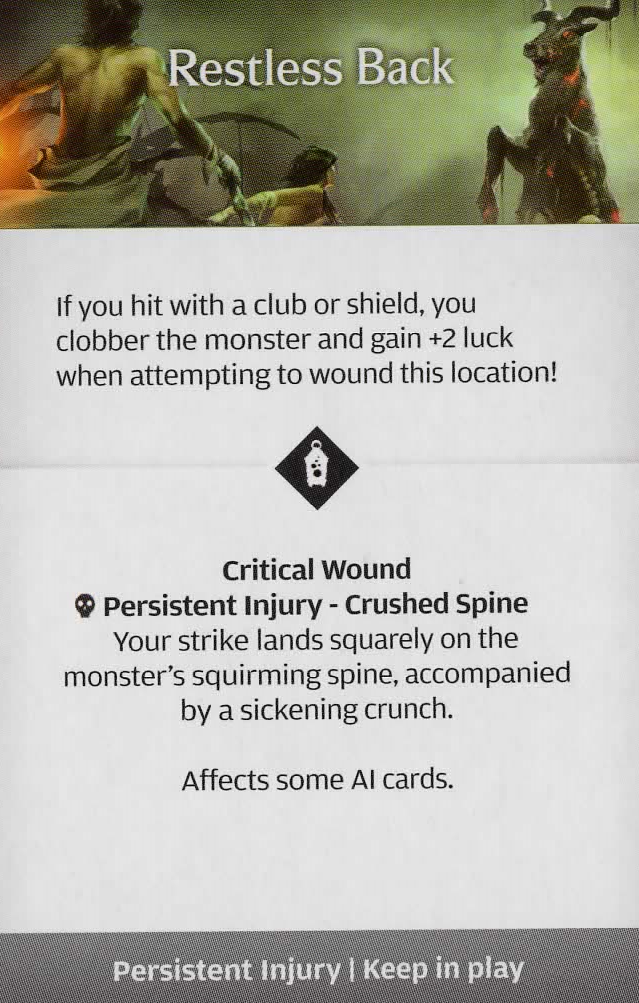 Restless Back
If you hit with a club or shield, you
clobber the monster and gain +2 luck
when attempting to wound this location!
Critical Wound
Persistent Injury - Crushed Spine
Your strike lands squarely on the
monster's squirming spine, accompanied
by a sickening crunch.
Affects some AI cards.
Persistent Injury | Keep in play